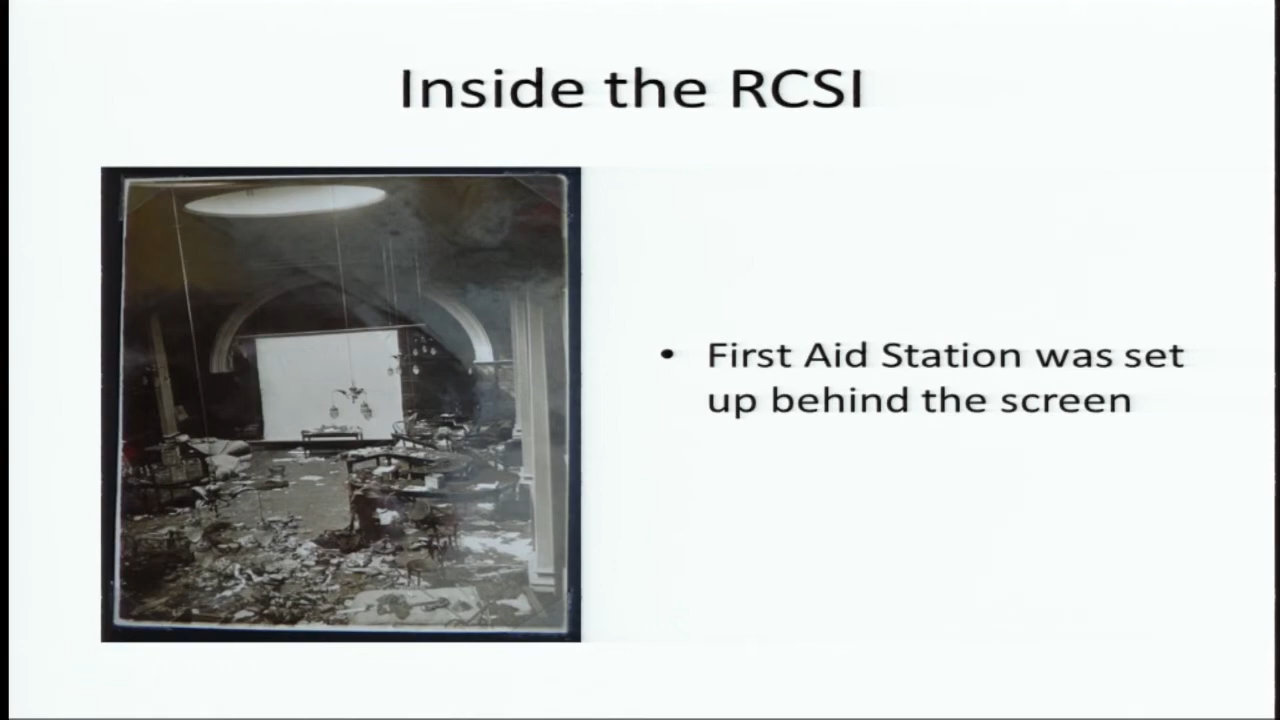 Inside the RCSI
• First Aid Station was set
up behind the screen